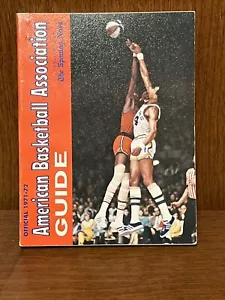 OFFICIAL 1971-72
American Basketball Association
The Sporting News
GUIDE